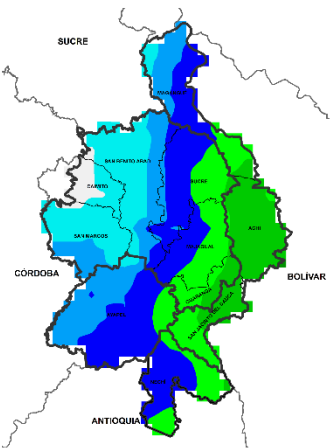 SUCRE
SAN BENITO ABAD
CAIMITO
SUCRE
SAN MARCOS
ACHI
MAJAGUAL
CÓRDOBA
BOLÍVAR
GUARANDA
SAN JACINTO DEL CAUCA
AYAPEL
NECHÍ
ANTIOQUIA